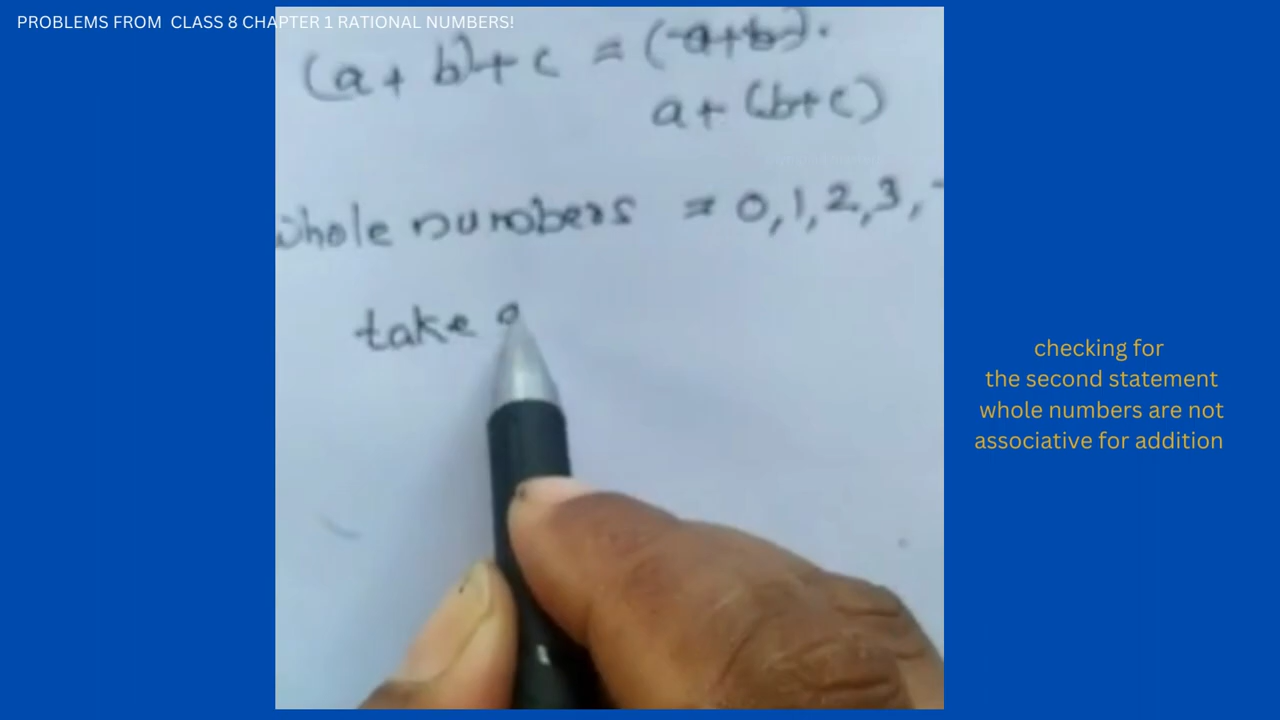 PROBLEMS FROM CLASS 8 CHAPTER 1 RATIONAL NUMBERS!
(a + b)+c = (-a+b).
a+(b+c)
whole numbers = 0,1,2,3,-
take a
checking for
the second statement
whole numbers are not
associative for addition